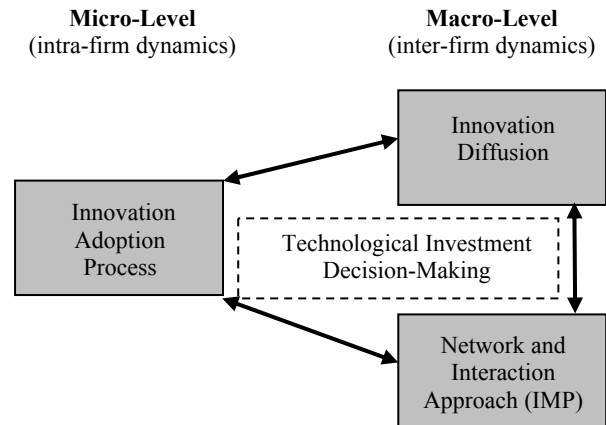 Micro-Level
(intra-firm dynamics)
Macro-Level
(inter-firm dynamics)
Innovation
Diffusion
Innovation
Adoption
Process
Technological Investment
Decision-Making
Network and
Interaction
Approach (IMP)